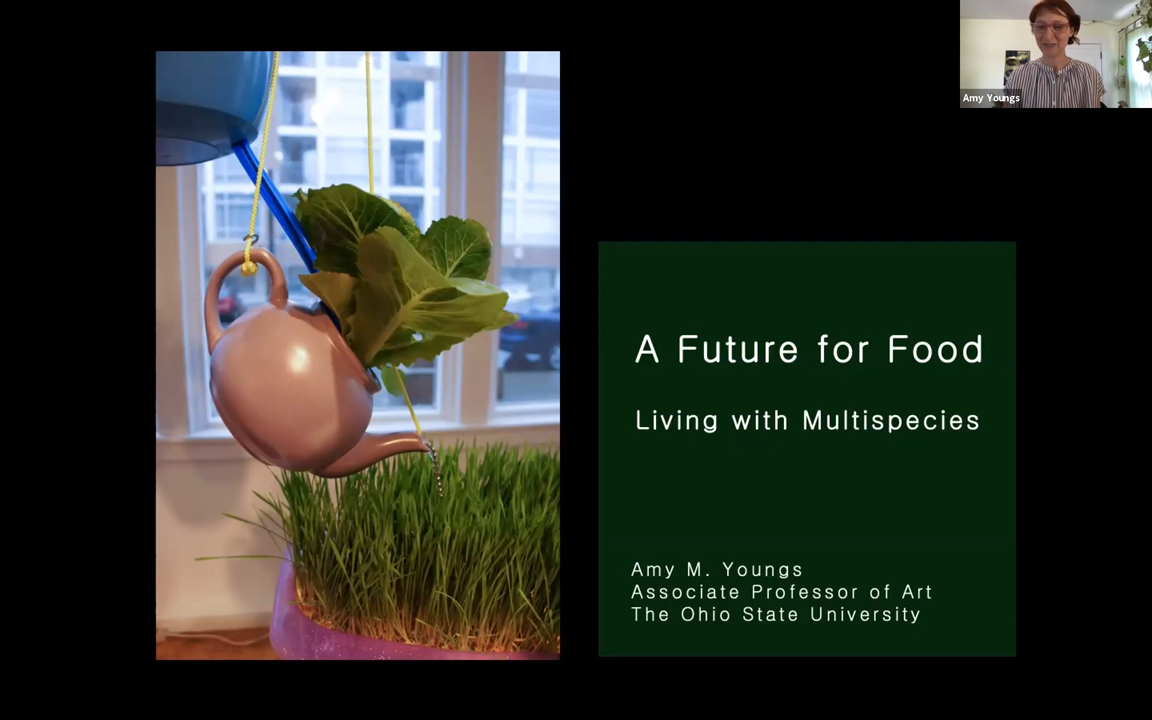 Amy Youngs
A Future for Food
Living with Multispecies
Amy M. Youngs
Associate Professor of Art
The Ohio State University